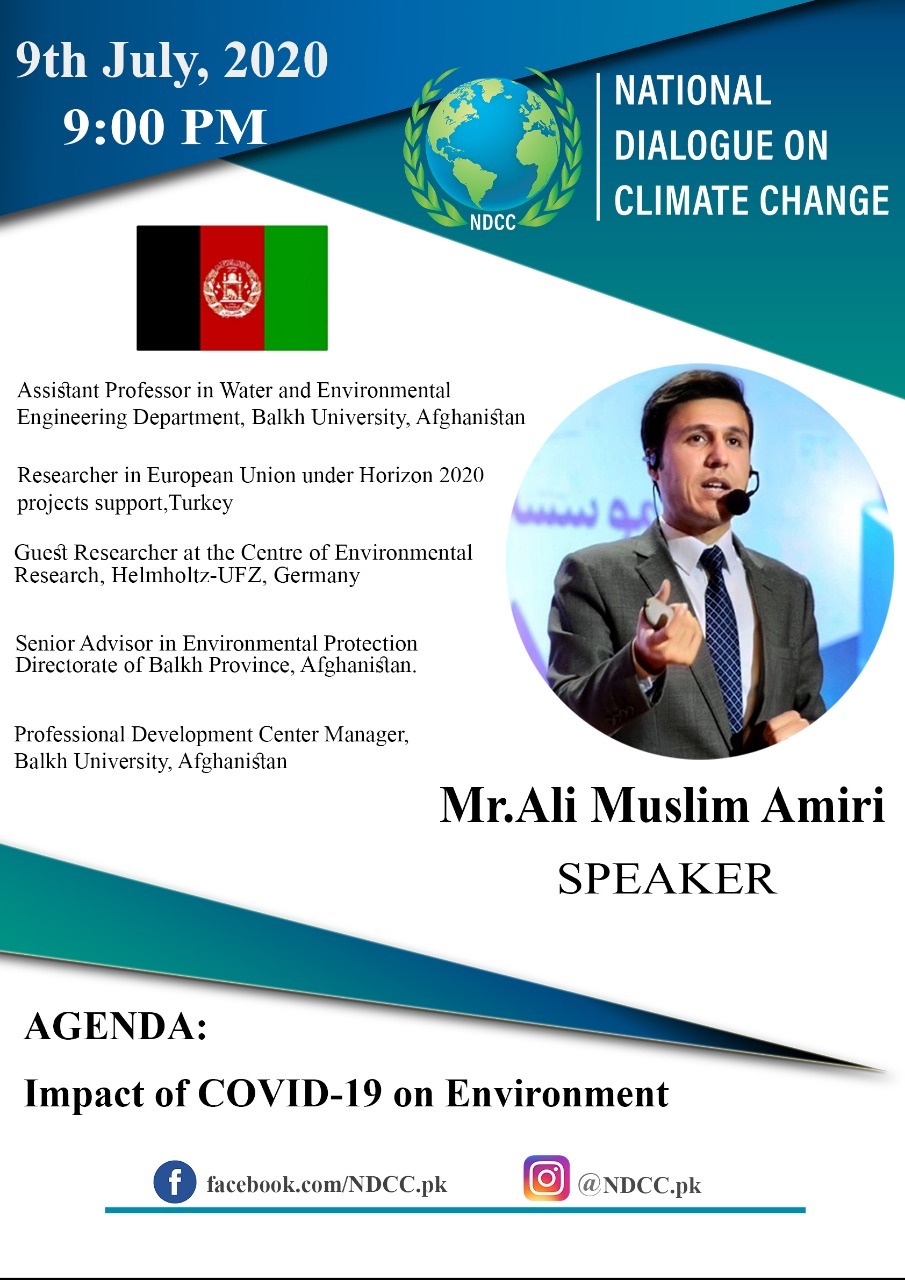 9th July, 2020
9:00 PM
NDCC
NATIONAL
DIALOGUE ON
CLIMATE CHANGE
Assistant Professor in Water and Environmental
Engineering Department, Balkh University, Afghanistan
Researcher in European Union under Horizon 2020
projects support,Turkey
Guest Researcher at the Centre of Environmental
Research, Helmholtz-UFZ, Germany
Senior Advisor in Environmental Protection
Directorate of Balkh Province, Afghanistan.
Professional Development Center Manager,
Balkh University, Afghanistan
Mr.Ali Muslim Amiri
SPEAKER
AGENDA:
Impact of COVID-19 on Environment
facebook.com/NDCC.pk
@NDCC.pk